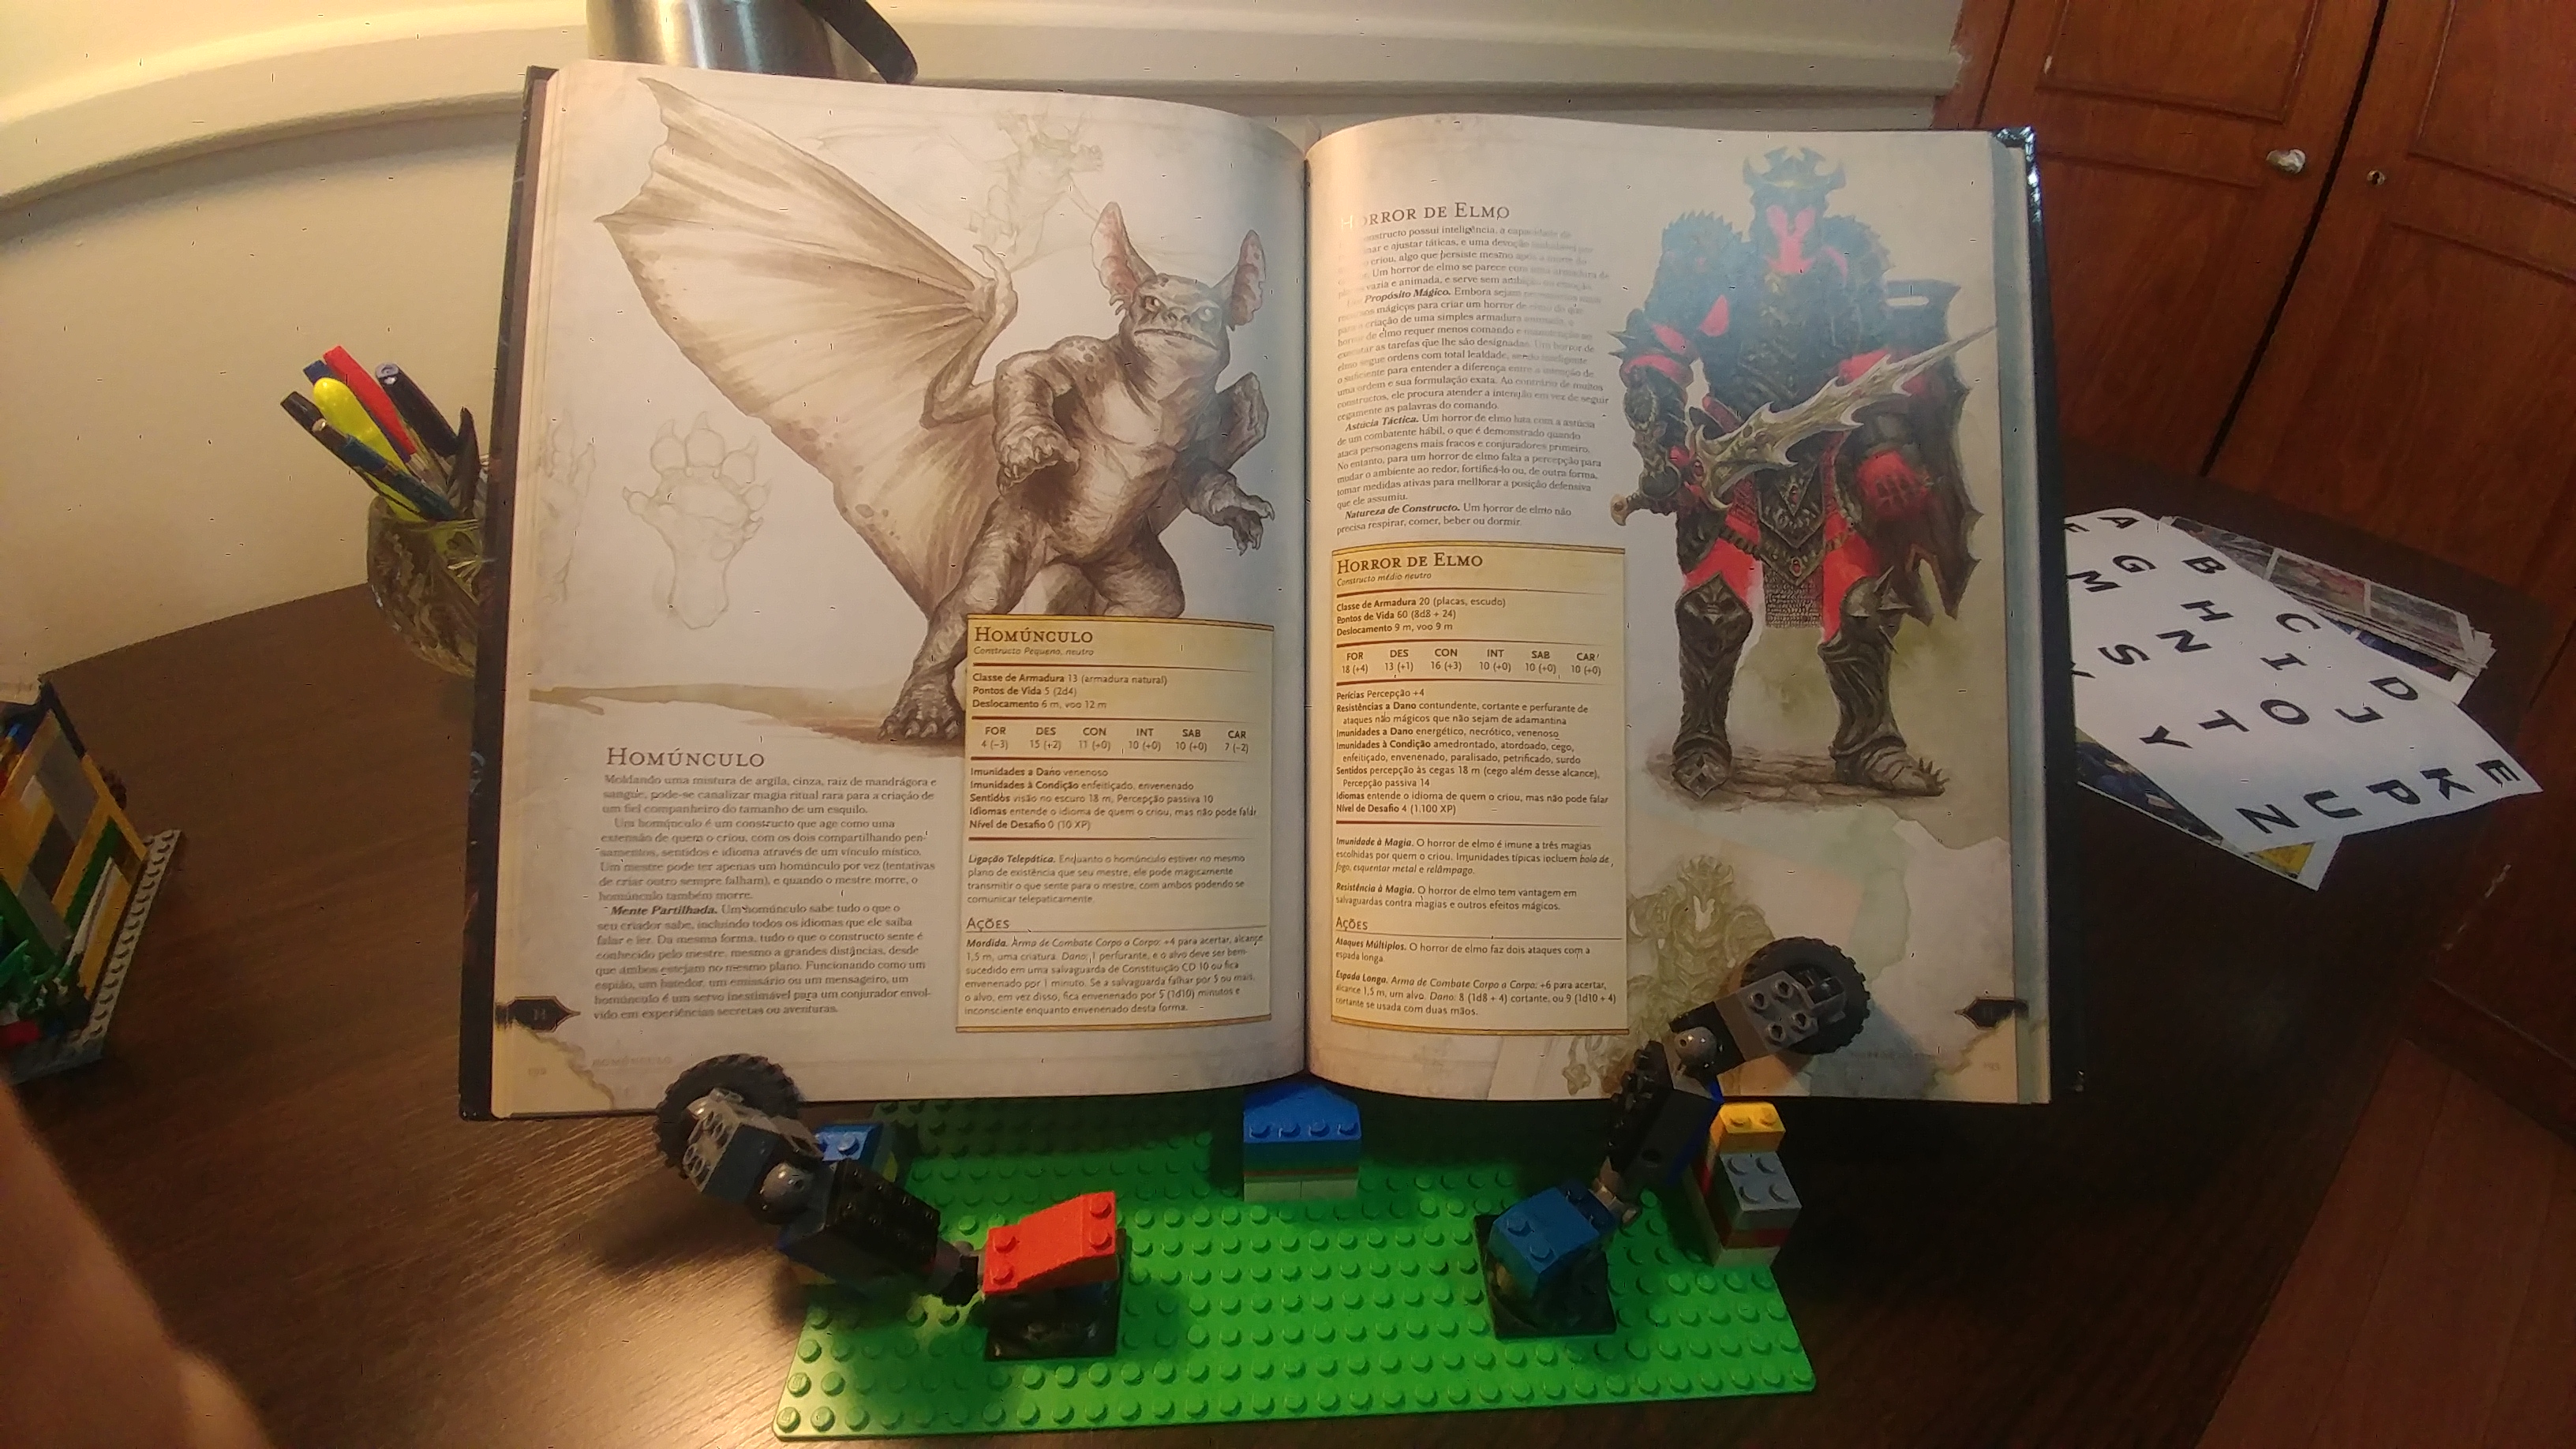 HOMÚNCULO
Moldando uma mistura de argila, cinza, raiz de mandrágora e
sangue, pode-se canalizar magia ritual rara para a criação de
um fiel companheiro do tamanho de um esquilo.
Um homúnculo é um constructo que age como uma
extensão de quem o criou, com os dois compartilhando pen-
samentos, sentidos e idioma através de um vínculo místico.
Um mestre pode ter apenas um homúnculo por vez (tentativas
de criar outro sempre falham), e quando o mestre morre, o
homúnculo também morre.
Mente Partilhada. Um homúnculo sabe tudo o que o
seu criador sabe, incluindo todos os idiomas que ele saiba
falar e ler. Da mesma forma, tudo o que o constructo sente é
conhecido pelo mestre, mesmo a grandes distâncias, desde
que ambos estejam no mesmo plano. Funcionando como um
espião, um batedor, um emissário ou um mensageiro, um
homúnculo é um servo inestimável para um conjurador envol-
vido em experiências secretas ou aventuras.
H
HOMÚNCULO
HOMÚNCULO
Constructo Pequeno, neutro
Classe de Armadura 13 (armadura natural)
Pontos de Vida 5 (2d4)
Deslocamento 6 m, voo 12 m
FOR DES CON INT SAB CAR
4 (−3) 15 (+2) 11 (+0) 10 (+0) 10 (+0) 7 (−2)
Imunidades a Dano venenoso
Imunidades à Condição enfeitiçado, envenenado
Sentidos visão no escuro 18 m, Percepção passiva 10
Idiomas entende o idioma de quem o criou, mas não pode falar
Nível de Desafio 0 (10 XP)
Ligação Telepática. Enquanto o homúnculo estiver no mesmo
plano de existência que seu mestre, ele pode magicamente
transmitir o que sente para o mestre, com ambos podendo se
comunicar telepaticamente.
AÇÕES
Mordida. Arma de Combate Corpo a Corpo: +4 para acertar, alcance
1,5 m, uma criatura. Dano: 1 perfurante, e o alvo deve ser bem-
sucedido em uma salvaguarda de Constituição CD 10 ou fica
envenenado por 1 minuto. Se a salvaguarda falhar por 5 ou mais,
o alvo, em vez disso, fica envenenado por 5 (1d10) minutos e
inconsciente enquanto envenenado desta forma.
HORROR DE ELMO
constructo possui inteligência, a capacidade de
e ajustar táticas, e uma devoção
criou, algo que persiste mesmo após a morte
Um horror de elmo se parece com uma armadura de
vazia e animada, e serve sem
Propósito Mágico. Embora sejam
mágicos para criar um horror de elmo do que
para a criação de uma simples armadura animada, o
horror de elmo requer menos comando e
executar as tarefas que lhe são designadas. Um horror de
elmo segue ordens com total lealdade, sendo inteligente
o suficiente para entender a diferença entre a intenção de
uma ordem e sua formulação exata. Ao contrário de muitos
constructos, ele procura atender a intenção em vez de seguir
cegamente as palavras do comando.
Astúcia Táctica. Um horror de elmo luta com a astúcia
de um combatente hábil, o que é demonstrado quando
ataca personagens mais fracos e conjuradores primeiro.
No entanto, para um horror de elmo falta a percepção para
mudar o ambiente ao redor, fortificá-lo ou, de outra forma,
tomar medidas ativas para melhorar a posição defensiva
que ele assumiu.
Natureza de Constructo. Um horror de elmo não
precisa respirar, comer, beber ou dormir.
HORROR DE ELMO
Constructo médio neutro
Classe de Armadura 20 (placas, escudo)
Pontos de Vida 60 (8d8 + 24)
Deslocamento 9 m, voo 9 m
FOR DES CON INT SAB CAR
18 (+4) 13 (+1) 16 (+3) 10 (+0) 10 (+0) 10 (+0)
Perícias Percepção +4
Resistências a Dano contundente, cortante e perfurante de
ataques não mágicos que não sejam de adamantina
Imunidades a Dano energético, necrótico, venenoso
Imunidades à Condição amedrontado, atordoado, cego,
enfeitiçado, envenenado, paralisado, petrificado, surdo
Sentidos percepção às cegas 18 m (cego além desse alcance),
Percepção passiva 14
Idiomas entende o idioma de quem o criou, mas não pode falar
Nível de Desafio 4 (1.100 XP)
Imunidade à Magia. O horror de elmo é imune a três magias
escolhidas por quem o criou. Imunidades típicas incluem bola de
fogo, esquentar metal e relâmpago.
Resistência à Magia. O horror de elmo tem vantagem em
salvaguardas contra magias e outros efeitos mágicos.
AÇÕES
Ataques Múltiplos. O horror de elmo faz dois ataques com a
espada longa.
Espada Longa. Arma de Combate Corpo a Corpo: +6 para acertar,
alcance 1,5 m, um alvo. Dano: 8 (1d8 + 4) cortante, ou 9 (1d10 + 4)
cortante se usada com duas mãos.
A B C D E
F G H I J K
M N O P
S T U
Y Z